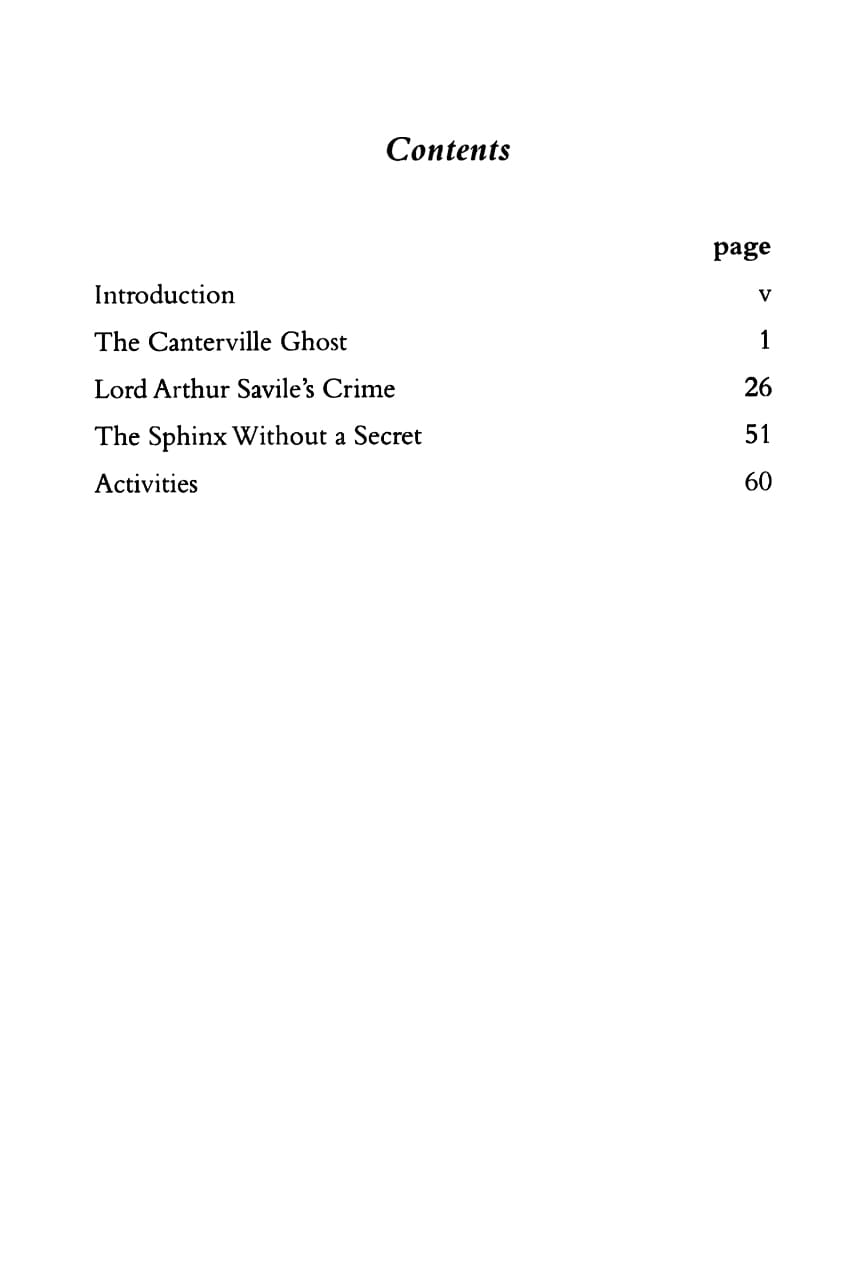 Contents
page
Introduction v
The Canterville Ghost 1
Lord Arthur Savile’s Crime 26
The Sphinx Without a Secret 51
Activities 60